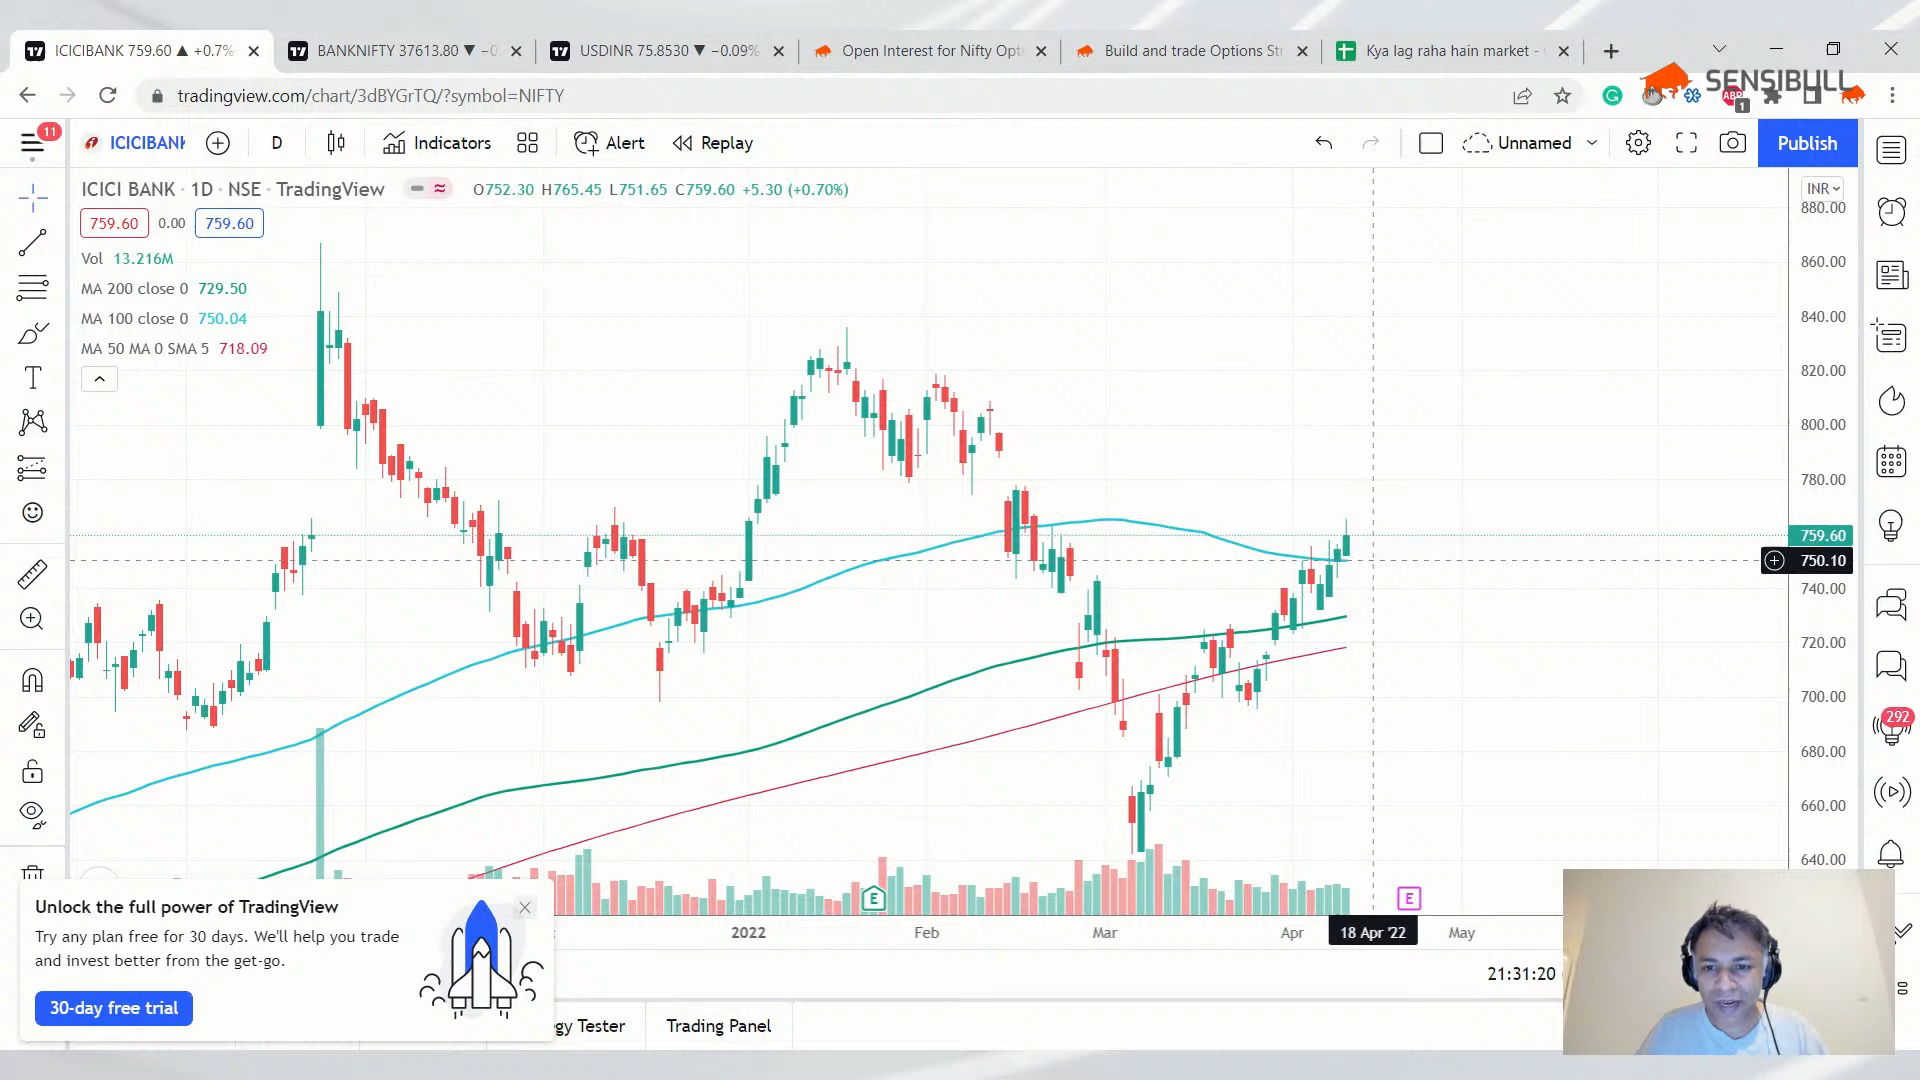 ICICIBANK 759.60 ▲ +0.7%
BANKNIFTY 37613.80 ▼ −0
USDINR 75.8530 ▼ −0.09%
Open Interest for Nifty Opt
Build and trade Options Str
Kya lag raha hain market -
tradingview.com/chart/3dBYGrTQ/?symbol=NIFTY
SENSIBULL
ABP
1
11
ICICIBANK
D
Indicators
Alert
Replay
Unnamed
Publish
ICICI BANK · 1D · NSE · TradingView
O752.30 H765.45 L751.65 C759.60 +5.30 (+0.70%)
INR
759.60
0.00
759.60
Vol 13.216M
MA 200 close 0 729.50
MA 100 close 0 750.04
MA 50 MA 0 SMA 5 718.09
880.00
860.00
840.00
820.00
800.00
780.00
759.60
750.10
740.00
720.00
700.00
680.00
660.00
640.00
292
E
E
2022
Feb
Mar
Apr
18 Apr '22
May
21:31:20
Unlock the full power of TradingView
Try any plan free for 30 days. We'll help you trade
and invest better from the get-go.
30-day free trial
gy Tester
Trading Panel